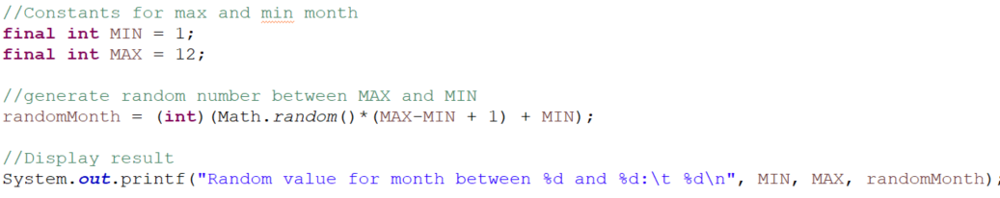 //Constants for max and min month
final int MIN = 1;
final int MAX = 12;
//generate random number between MAX and MIN
randomMonth = (int)(Math.random()*(MAX-MIN + 1) + MIN);
//Display result
System.out.printf("Random value for month between %d and %d:\t %d\n", MIN, MAX, randomMonth);